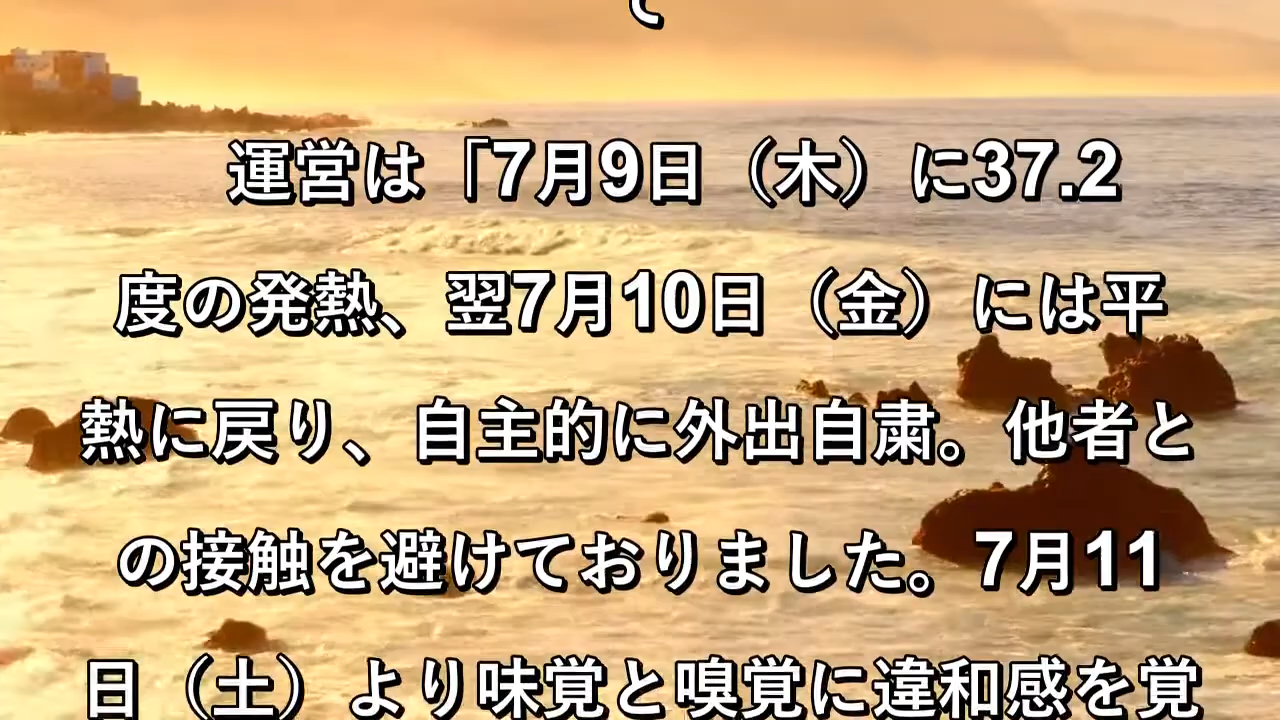 て
運営は「7月9日（木）に37.2
度の発熱、翌7月10日（金）には平
熱に戻り、自主的に外出自粛。他者と
の接触を避けておりました。7月11
日（土）より味覚と嗅覚に違和感を覚